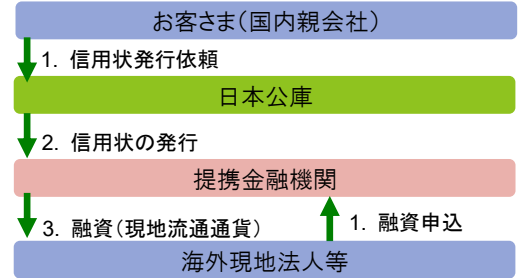 お客さま（国内親会社）
1. 信用状発行依頼
日本公庫
2. 信用状の発行
提携金融機関
3. 融資（現地流通通貨）
1. 融資申込
海外現地法人等